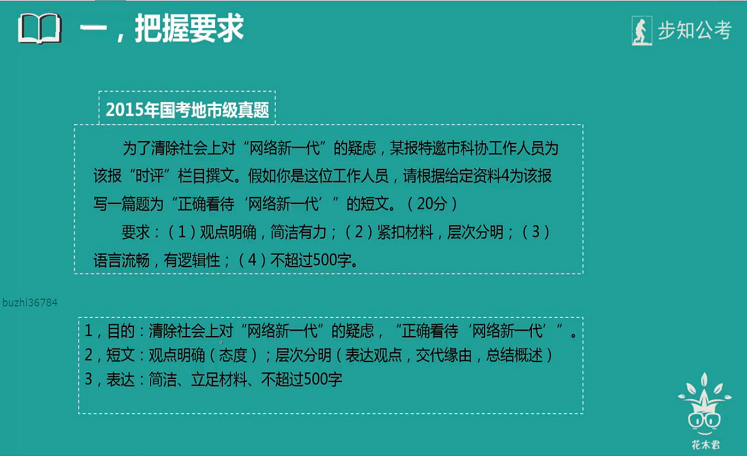 一，把握要求
步知公考
2015年国考地市级真题
为了清除社会上对“网络新一代”的疑虑，某报特邀市科协工作人员为
该报“时评”栏目撰文。假如你是这位工作人员，请根据给定资料4为该报
写一篇题为“正确看待‘网络新一代’”的短文。（20分）
要求：（1）观点明确，简洁有力；（2）紧扣材料，层次分明；（3）
语言流畅，有逻辑性；（4）不超过500字。
buzhi36784
1，目的：清除社会上对“网络新一代”的疑虑，“正确看待‘网络新一代’”。
2，短文：观点明确（态度）；层次分明（表达观点，交代缘由，总结概述）
3，表达：简洁、立足材料、不超过500字
花木君